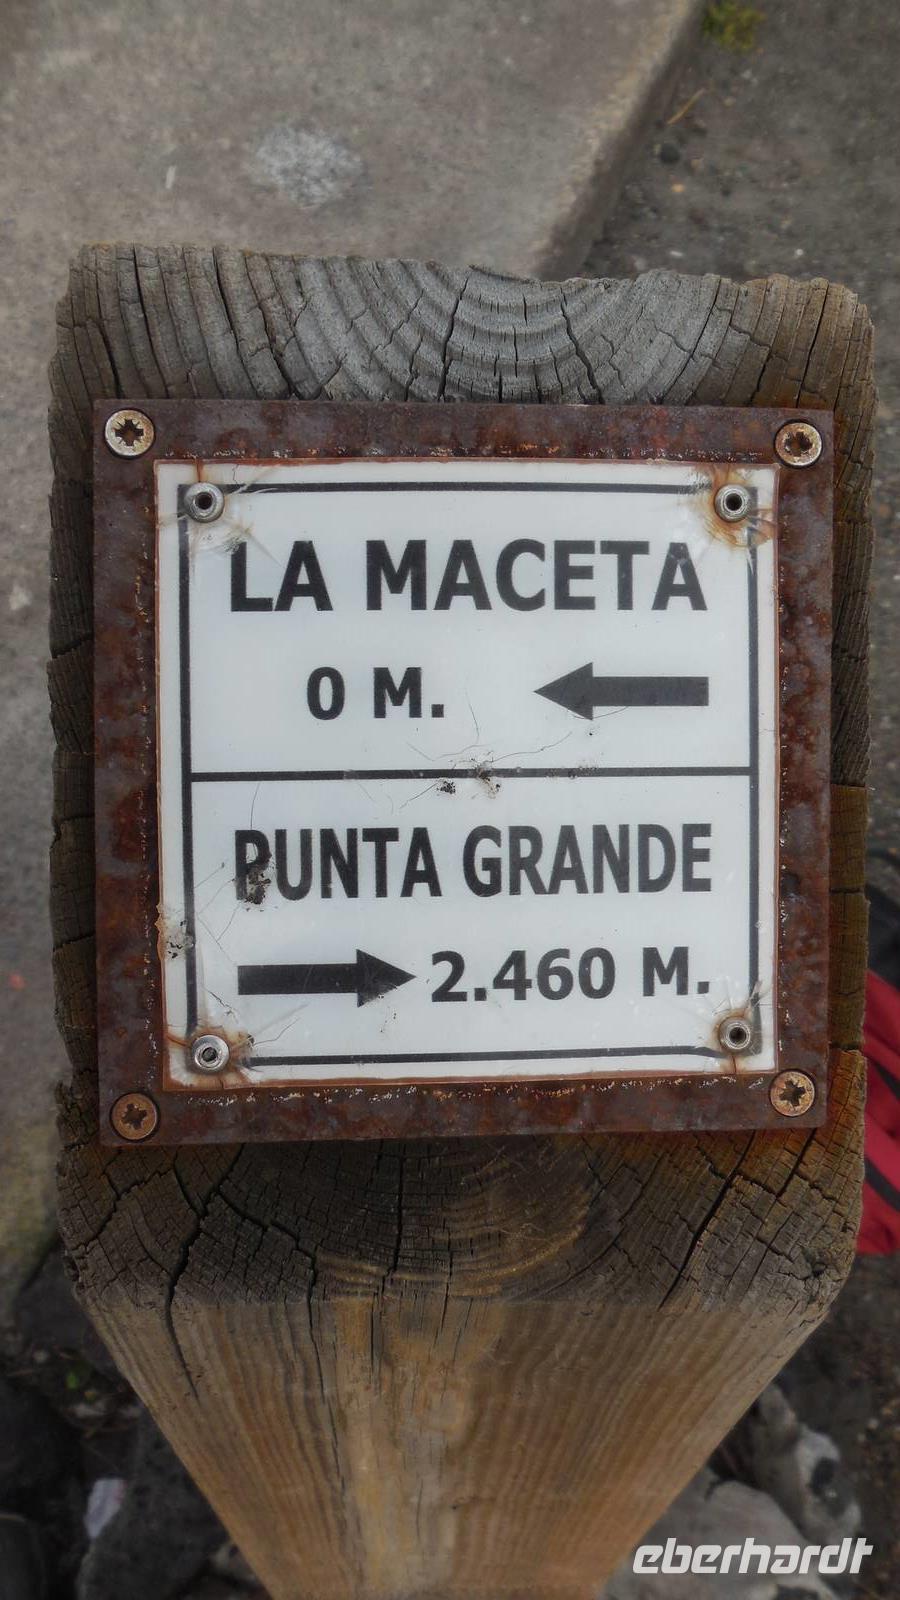 LA MACETA
0 M.
PUNTA GRANDE
2.460 M.
eberhardt